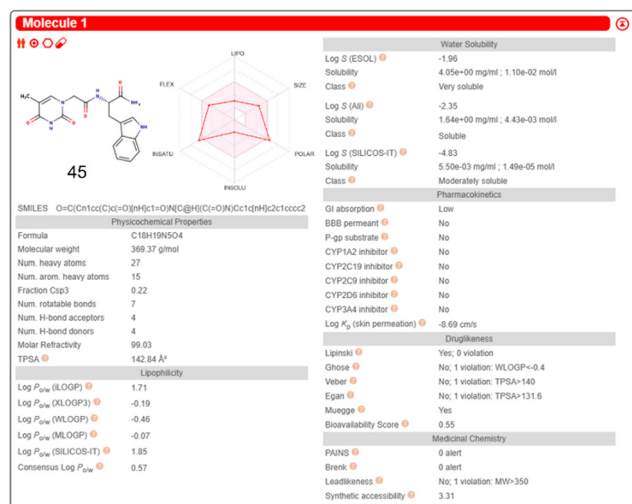 Molecule 1
LIPO
FLEX
SIZE
INSATU
POLAR
INSOLU
H₃C
NH
O
NH₂
45
SMILES O=C(Cn1cc(C)c(=O)[nH]c1=O)N[C@H](C(=O)N)Cc1c[nH]c2c1cccc2
Physicochemical Properties
Formula C18H19N5O4
Molecular weight 369.37 g/mol
Num. heavy atoms 27
Num. arom. heavy atoms 15
Fraction Csp3 0.22
Num. rotatable bonds 7
Num. H-bond acceptors 4
Num. H-bond donors 4
Molar Refractivity 99.03
TPSA 142.84 Å²
Lipophilicity
Log Po/w (iLOGP) 1.71
Log Po/w (XLOGP3) -0.19
Log Po/w (WLOGP) -0.46
Log Po/w (MLOGP) -0.07
Log Po/w (SILICOS-IT) 1.85
Consensus Log Po/w 0.57
Water Solubility
Log S (ESOL) -1.96
Solubility 4.05e+00 mg/ml ; 1.10e-02 mol/l
Class Very soluble
Log S (Ali) -2.35
Solubility 1.64e+00 mg/ml ; 4.43e-03 mol/l
Class Soluble
Log S (SILICOS-IT) -4.83
Solubility 5.50e-03 mg/ml ; 1.49e-05 mol/l
Class Moderately soluble
Pharmacokinetics
GI absorption Low
BBB permeant No
P-gp substrate No
CYP1A2 inhibitor No
CYP2C19 inhibitor No
CYP2C9 inhibitor No
CYP2D6 inhibitor No
CYP3A4 inhibitor No
Log Kp (skin permeation) -8.69 cm/s
Druglikeness
Lipinski Yes; 0 violation
Ghose No; 1 violation: WLOGP<-0.4
Veber No; 1 violation: TPSA>140
Egan No; 1 violation: TPSA>131.6
Muegge Yes
Bioavailability Score 0.55
Medicinal Chemistry
PAINS 0 alert
Brenk 0 alert
Leadlikeness No; 1 violation: MW>350
Synthetic accessibility 3.31